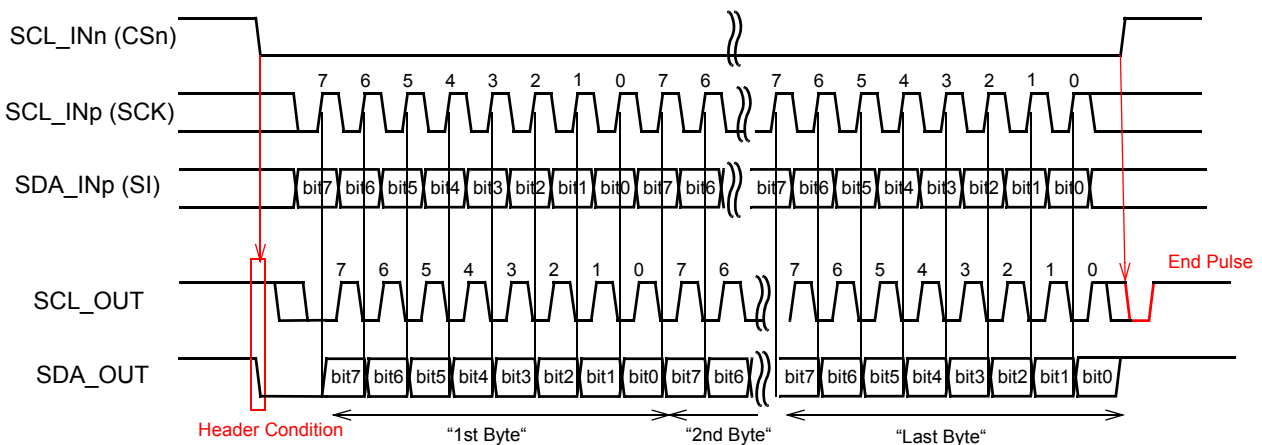 SCL_INn (CSn)
7 6 5 4 3 2 1 0 7 6 7 6 5 4 3 2 1 0
SCL_INp (SCK)
SDA_INp (SI) bit7 bit6 bit5 bit4 bit3 bit2 bit1 bit0 bit7 bit6 bit7 bit6 bit5 bit4 bit3 bit2 bit1 bit0
7 6 5 4 3 2 1 0 7 6 7 6 5 4 3 2 1 0 End Pulse
SCL_OUT
SDA_OUT bit7 bit6 bit5 bit4 bit3 bit2 bit1 bit0 bit7 bit6 bit7 bit6 bit5 bit4 bit3 bit2 bit1 bit0
Header Condition “1st Byte“ “2nd Byte“ “Last Byte“